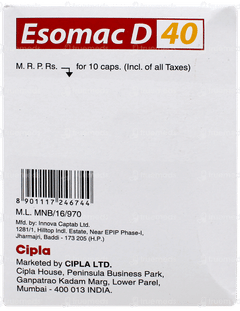 Esomac D 40
M. R. P. Rs. for 10 caps. (Incl. of all Taxes)
8 901117 246744
M.L. MNB/16/970
Mfd. by: Innova Captab Ltd.
1281/1, Hilltop Indl. Estate, Near EPIP Phase-I,
Jharmajri, Baddi - 173 205 (H.P.)
Cipla
Marketed by CIPLA LTD.
Cipla House, Peninsula Business Park,
Ganpatrao Kadam Marg, Lower Parel,
Mumbai - 400 013 INDIA.